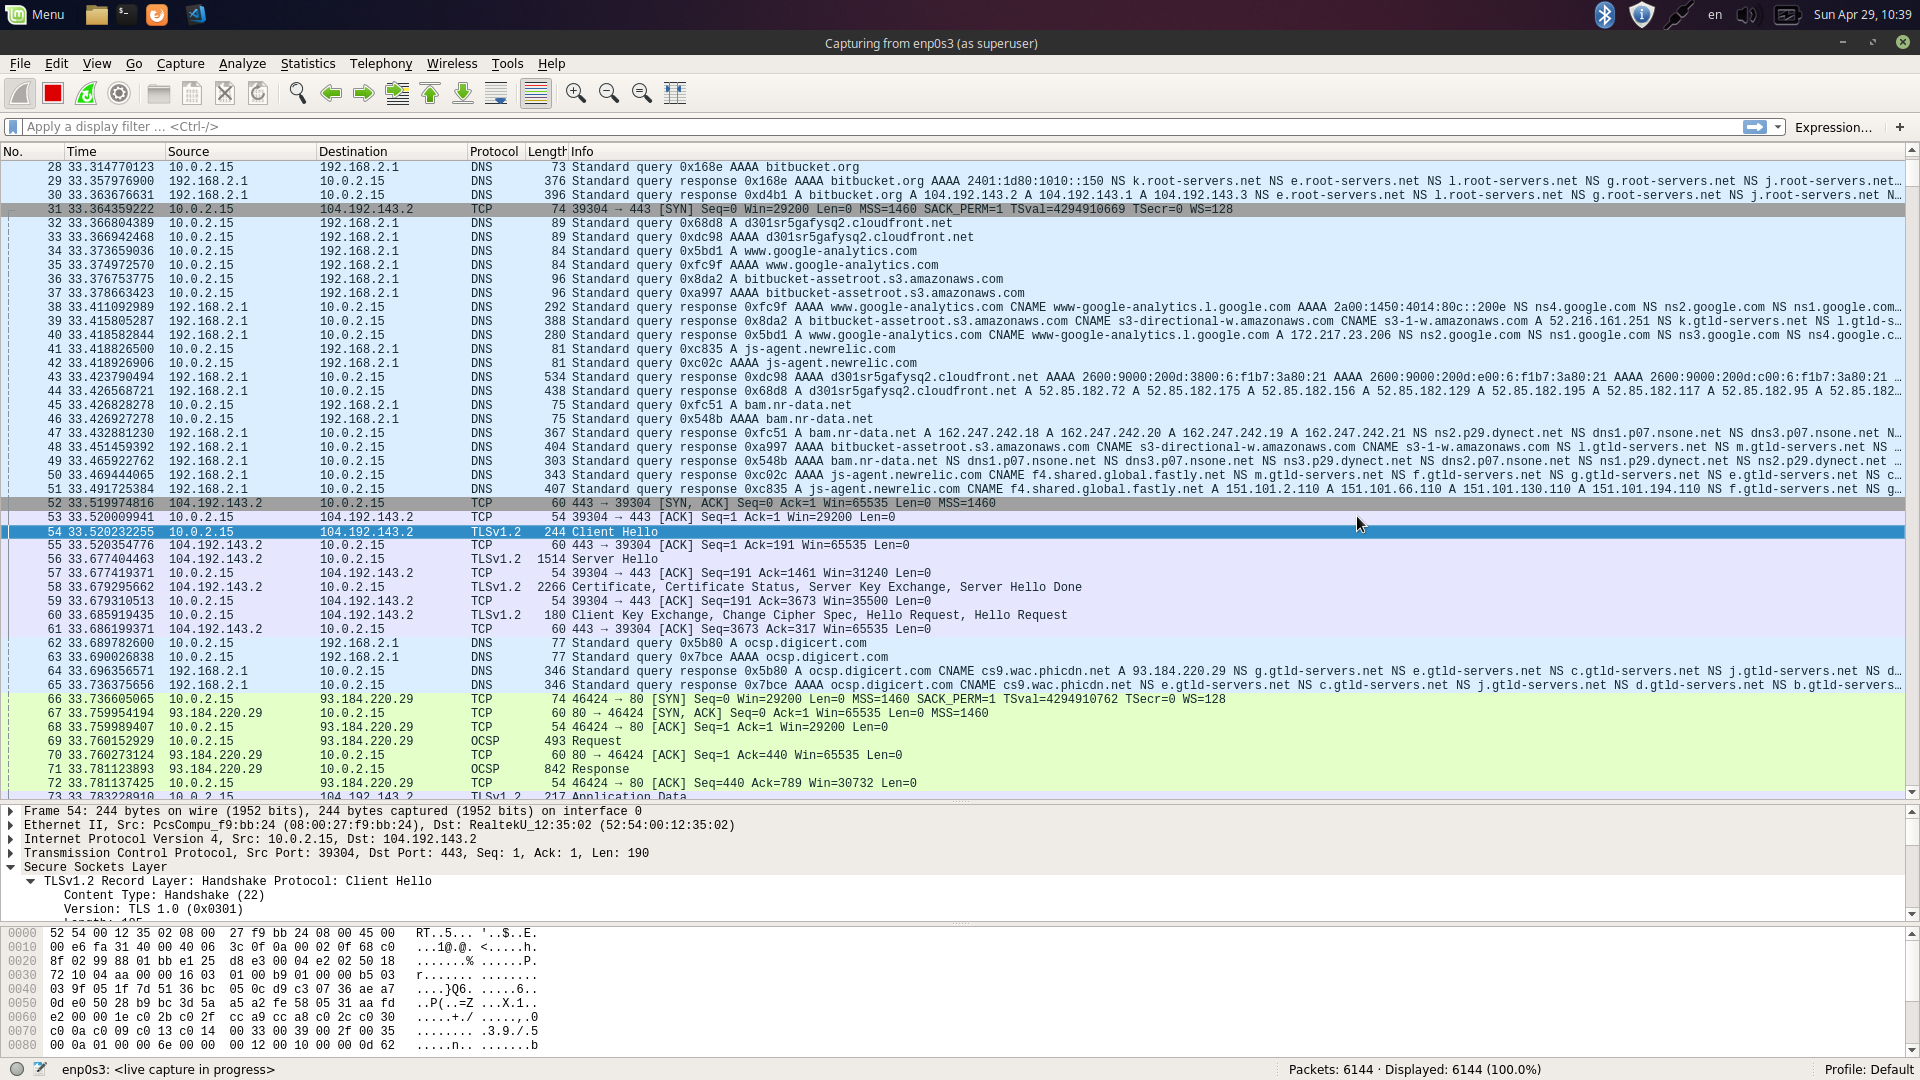 Menu
en
Sun Apr 29, 10:39
Capturing from enp0s3 (as superuser)
File Edit View Go Capture Analyze Statistics Telephony Wireless Tools Help
Apply a display filter … <Ctrl-/>
Expression…
+
No. Time Source Destination Protocol Length Info
28 33.314770123 10.0.2.15 192.168.2.1 DNS 73 Standard query 0x168e AAAA bitbucket.org
29 33.357976900 192.168.2.1 10.0.2.15 DNS 376 Standard query response 0x168e AAAA bitbucket.org AAAA 2401:1d80:1010::150 NS k.root-servers.net NS e.root-servers.net NS l.root-servers.net NS g.root-servers.net NS j.root-servers.net…
30 33.363676631 192.168.2.1 10.0.2.15 DNS 396 Standard query response 0xd4b1 A bitbucket.org A 104.192.143.2 A 104.192.143.1 A 104.192.143.3 NS e.root-servers.net NS l.root-servers.net NS g.root-servers.net NS j.root-servers.net N…
31 33.364359222 10.0.2.15 104.192.143.2 TCP 74 39304 → 443 [SYN] Seq=0 Win=29200 Len=0 MSS=1460 SACK_PERM=1 TSval=4294910669 TSecr=0 WS=128
32 33.366804389 10.0.2.15 192.168.2.1 DNS 89 Standard query 0x68d8 A d301sr5gafysq2.cloudfront.net
33 33.366942468 10.0.2.15 192.168.2.1 DNS 89 Standard query 0xdc98 AAAA d301sr5gafysq2.cloudfront.net
34 33.373659036 10.0.2.15 192.168.2.1 DNS 84 Standard query 0x5bd1 A www.google-analytics.com
35 33.374972570 10.0.2.15 192.168.2.1 DNS 84 Standard query 0xfc9f AAAA www.google-analytics.com
36 33.376753775 10.0.2.15 192.168.2.1 DNS 96 Standard query 0x8da2 A bitbucket-assetroot.s3.amazonaws.com
37 33.378663423 10.0.2.15 192.168.2.1 DNS 96 Standard query 0xa997 AAAA bitbucket-assetroot.s3.amazonaws.com
38 33.411092989 192.168.2.1 10.0.2.15 DNS 292 Standard query response 0xfc9f AAAA www.google-analytics.com CNAME www-google-analytics.l.google.com AAAA 2a00:1450:4014:80c::200e NS ns4.google.com NS ns2.google.com NS ns1.google.com…
39 33.415805287 192.168.2.1 10.0.2.15 DNS 388 Standard query response 0x8da2 A bitbucket-assetroot.s3.amazonaws.com CNAME s3-directional-w.amazonaws.com CNAME s3-1-w.amazonaws.com A 52.216.161.251 NS k.gtld-servers.net NS l.gtld-s…
40 33.418582844 192.168.2.1 10.0.2.15 DNS 280 Standard query response 0x5bd1 A www.google-analytics.com CNAME www-google-analytics.l.google.com A 172.217.23.206 NS ns2.google.com NS ns1.google.com NS ns3.google.com NS ns4.google.c…
41 33.418826500 10.0.2.15 192.168.2.1 DNS 81 Standard query 0xc835 A js-agent.newrelic.com
42 33.418926906 10.0.2.15 192.168.2.1 DNS 81 Standard query 0xc02c AAAA js-agent.newrelic.com
43 33.423790494 192.168.2.1 10.0.2.15 DNS 534 Standard query response 0xdc98 AAAA d301sr5gafysq2.cloudfront.net AAAA 2600:9000:200d:3800:6:f1b7:3a80:21 AAAA 2600:9000:200d:e00:6:f1b7:3a80:21 AAAA 2600:9000:200d:c00:6:f1b7:3a80:21 …
44 33.426568721 192.168.2.1 10.0.2.15 DNS 438 Standard query response 0x68d8 A d301sr5gafysq2.cloudfront.net A 52.85.182.72 A 52.85.182.175 A 52.85.182.156 A 52.85.182.129 A 52.85.182.117 A 52.85.182.95 A 52.85.182…
45 33.426828278 10.0.2.15 192.168.2.1 DNS 75 Standard query 0xfc51 A bam.nr-data.net
46 33.426927278 10.0.2.15 192.168.2.1 DNS 75 Standard query 0x548b AAAA bam.nr-data.net
47 33.432881230 192.168.2.1 10.0.2.15 DNS 367 Standard query response 0xfc51 A bam.nr-data.net A 162.247.242.18 A 162.247.242.20 A 162.247.242.19 A 162.247.242.21 NS ns2.p29.dynect.net NS dns1.p07.nsone.net NS dns3.p07.nsone.net N…
48 33.451459392 192.168.2.1 10.0.2.15 DNS 404 Standard query response 0xa997 AAAA bitbucket-assetroot.s3.amazonaws.com CNAME s3-directional-w.amazonaws.com CNAME s3-1-w.amazonaws.com NS l.gtld-servers.net NS m.gtld-s…
49 33.465922762 192.168.2.1 10.0.2.15 DNS 303 Standard query response 0x548b AAAA bam.nr-data.net NS dns1.p07.nsone.net NS dns3.p07.nsone.net NS ns3.p29.dynect.net NS dns2.p07.nsone.net NS ns1.p29.dynect.net NS ns2.p29.dynect.net …
50 33.469444065 192.168.2.1 10.0.2.15 DNS 343 Standard query response 0xc02c AAAA js-agent.newrelic.com CNAME f4.shared.global.fastly.net NS m.gtld-servers.net NS f.gtld-servers.net NS g.gtld-servers.net NS e.gtld-servers.net NS c…
51 33.491725384 192.168.2.1 10.0.2.15 DNS 407 Standard query response 0xc835 A js-agent.newrelic.com CNAME f4.shared.global.fastly.net A 151.101.2.110 A 151.101.66.110 A 151.101.130.110 A 151.101.194.110 NS f.gtld-servers.net NS g…
52 33.519974816 104.192.143.2 10.0.2.15 TCP 60 443 → 39304 [SYN, ACK] Seq=0 Ack=1 Win=65535 Len=0 MSS=1460
53 33.520009941 10.0.2.15 104.192.143.2 TCP 54 39304 → 443 [ACK] Seq=1 Ack=1 Win=29200 Len=0
54 33.520232255 10.0.2.15 104.192.143.2 TLSv1.2 244 Client Hello
55 33.520354776 104.192.143.2 10.0.2.15 TCP 60 443 → 39304 [ACK] Seq=1 Ack=191 Win=65535 Len=0
56 33.677404463 104.192.143.2 10.0.2.15 TLSv1.2 1514 Server Hello
57 33.677419371 10.0.2.15 104.192.143.2 TCP 54 39304 → 443 [ACK] Seq=191 Ack=1461 Win=31240 Len=0
58 33.679295662 104.192.143.2 10.0.2.15 TLSv1.2 2266 Certificate, Certificate Status, Server Key Exchange, Server Hello Done
59 33.679310513 10.0.2.15 104.192.143.2 TCP 54 39304 → 443 [ACK] Seq=191 Ack=3673 Win=35500 Len=0
60 33.685919435 10.0.2.15 104.192.143.2 TLSv1.2 180 Client Key Exchange, Change Cipher Spec, Hello Request, Hello Request
61 33.686199371 104.192.143.2 10.0.2.15 TCP 60 443 → 39304 [ACK] Seq=3673 Ack=317 Win=65535 Len=0
62 33.689782600 10.0.2.15 192.168.2.1 DNS 77 Standard query 0x5b80 A ocsp.digicert.com
63 33.690026838 10.0.2.15 192.168.2.1 DNS 77 Standard query 0x7bce AAAA ocsp.digicert.com
64 33.696356571 192.168.2.1 10.0.2.15 DNS 346 Standard query response 0x5b80 A ocsp.digicert.com CNAME cs9.wac.phicdn.net A 93.184.220.29 NS g.gtld-servers.net NS e.gtld-servers.net NS c.gtld-servers.net NS j.gtld-servers.net NS d…
65 33.736375656 192.168.2.1 10.0.2.15 DNS 346 Standard query response 0x7bce AAAA ocsp.digicert.com CNAME cs9.wac.phicdn.net NS e.gtld-servers.net NS c.gtld-servers.net NS j.gtld-servers.net NS d.gtld-servers.net NS b.gtld-servers…
66 33.736605065 10.0.2.15 93.184.220.29 TCP 74 46424 → 80 [SYN] Seq=0 Win=29200 Len=0 MSS=1460 SACK_PERM=1 TSval=4294910762 TSecr=0 WS=128
67 33.759954194 93.184.220.29 10.0.2.15 TCP 60 80 → 46424 [SYN, ACK] Seq=0 Ack=1 Win=65535 Len=0 MSS=1460
68 33.759989407 10.0.2.15 93.184.220.29 TCP 54 46424 → 80 [ACK] Seq=1 Ack=1 Win=29200 Len=0
69 33.760152929 10.0.2.15 93.184.220.29 OCSP 493 Request
70 33.760273124 93.184.220.29 10.0.2.15 TCP 60 80 → 46424 [ACK] Seq=1 Ack=440 Win=65535 Len=0
71 33.781123893 93.184.220.29 10.0.2.15 OCSP 842 Response
72 33.781137425 10.0.2.15 93.184.220.29 TCP 54 46424 → 80 [ACK] Seq=440 Ack=789 Win=30732 Len=0
73 33.783228910 10.0.2.15 104.192.143.2 TLSv1.2 217 Application Data
Frame 54: 244 bytes on wire (1952 bits), 244 bytes captured (1952 bits) on interface 0
Ethernet II, Src: PcsCompu_f9:bb:24 (08:00:27:f9:bb:24), Dst: RealtekU_12:35:02 (52:54:00:12:35:02)
Internet Protocol Version 4, Src: 10.0.2.15, Dst: 104.192.143.2
Transmission Control Protocol, Src Port: 39304, Dst Port: 443, Seq: 1, Ack: 1, Len: 190
Secure Sockets Layer
TLSv1.2 Record Layer: Handshake Protocol: Client Hello
Content Type: Handshake (22)
Version: TLS 1.0 (0x0301)
0000 52 54 00 12 35 02 08 00 27 f9 bb 24 08 00 45 00 RT..5... '..$..E.
0010 00 e6 fa 31 40 00 40 06 3c 0f 0a 00 02 0f 68 c0 ...1@.@. <.....h.
0020 8f 02 99 88 01 bb e1 25 d8 e3 00 04 e2 02 50 18 .......% ......P.
0030 72 10 04 aa 00 00 16 03 01 00 b9 01 00 00 b5 03 r....... ........
0040 03 9f 05 1f 7d 51 36 bc 05 0c d9 c3 07 36 ae a7 ....}Q6. .....6..
0050 0d e0 50 28 b9 bc 3d 5a a5 a2 fe 58 05 31 aa fd ..P(..=Z ...X.1..
0060 e2 00 00 1e c0 2b c0 2f cc a9 cc a8 c0 2c c0 30 .....+./ .....,.0
0070 c0 0a c0 09 c0 13 c0 14 00 33 00 39 00 2f 00 35 ........ .3.9./.5
0080 00 0a 01 00 00 6e 00 00 00 12 00 10 00 00 0d 62 .....n.. .......b
enp0s3: <live capture in progress>
Packets: 6144 · Displayed: 6144 (100.0%)
Profile: Default